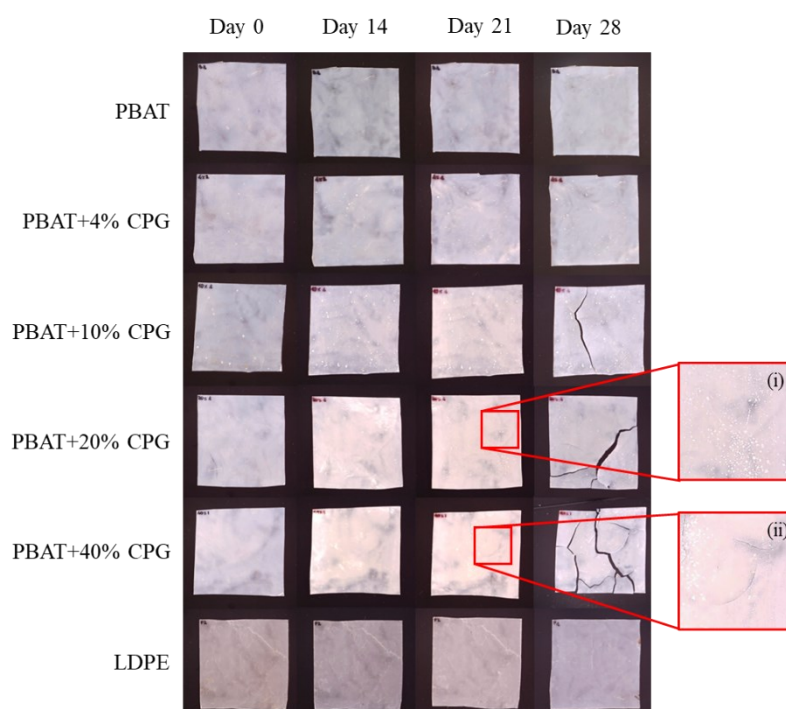 Day 0 Day 14 Day 21 Day 28
PBAT
PBAT+4% CPG
PBAT+10% CPG
(i)
PBAT+20% CPG
(ii)
PBAT+40% CPG
LDPE